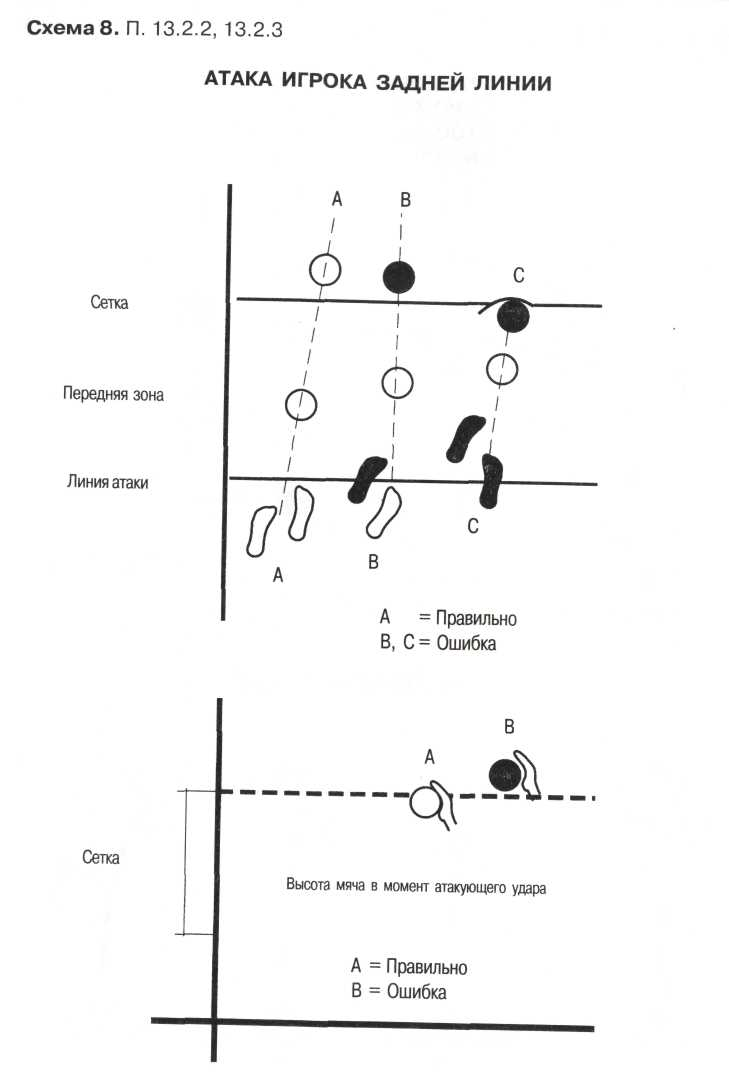 Схема 8. П. 13.2.2, 13.2.3
АТАКА ИГРОКА ЗАДНЕЙ ЛИНИИ
A
B
C
Сетка
Передняя зона
Линия атаки
C
B
A
A = Правильно
B, C = Ошибка
B
A
Сетка
Высота мяча в момент атакующего удара
A = Правильно
B = Ошибка